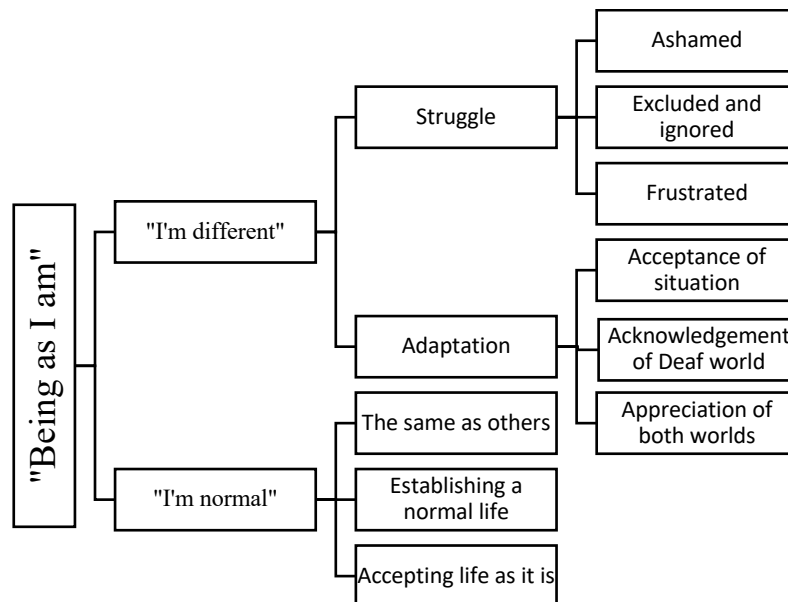 "Being as I am"
"I'm different"
Struggle
Ashamed
Excluded and
ignored
Frustrated
Adaptation
Acceptance of
situation
Acknowledgement
of Deaf world
Appreciation of
both worlds
"I'm normal"
The same as others
Establishing a
normal life
Accepting life as it is